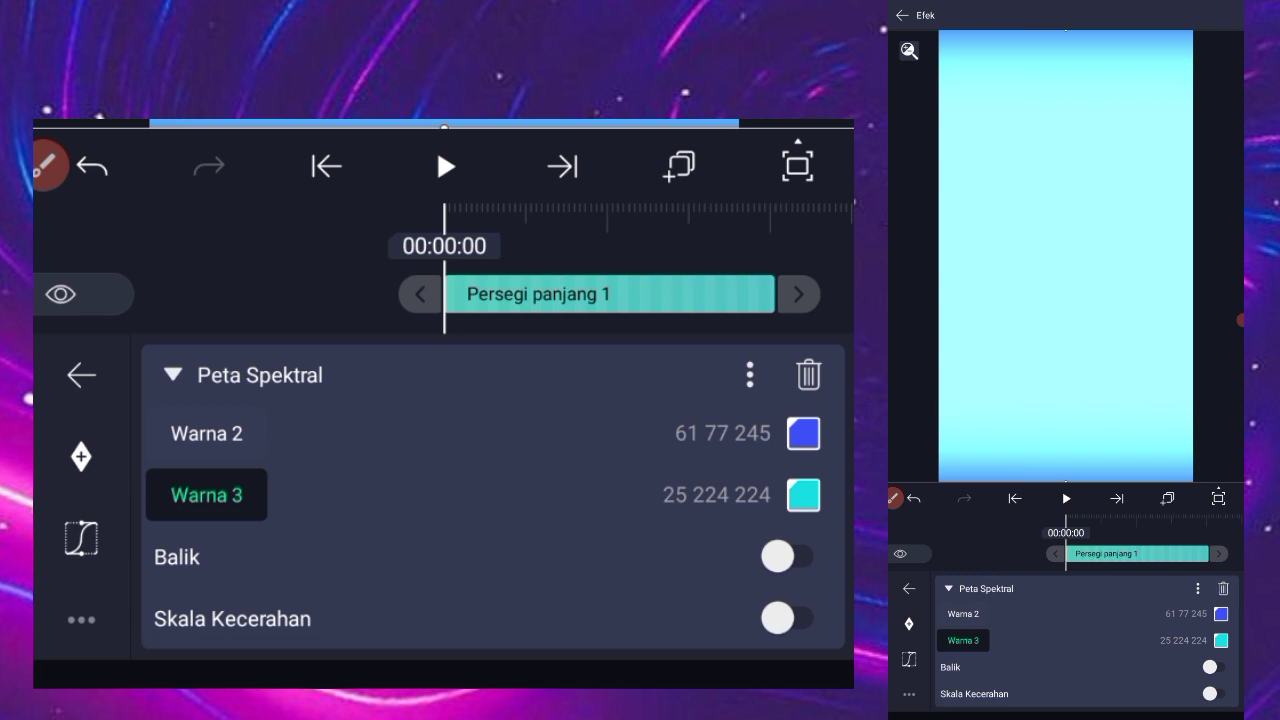 00:00:00
Persegi panjang 1
Peta Spektral
Warna 2
61 77 245
Warna 3
25 224 224
Balik
Skala Kecerahan
Efek
00:00:00
Persegi panjang 1
Peta Spektral
Warna 2
61 77 245
Warna 3
25 224 224
Balik
Skala Kecerahan